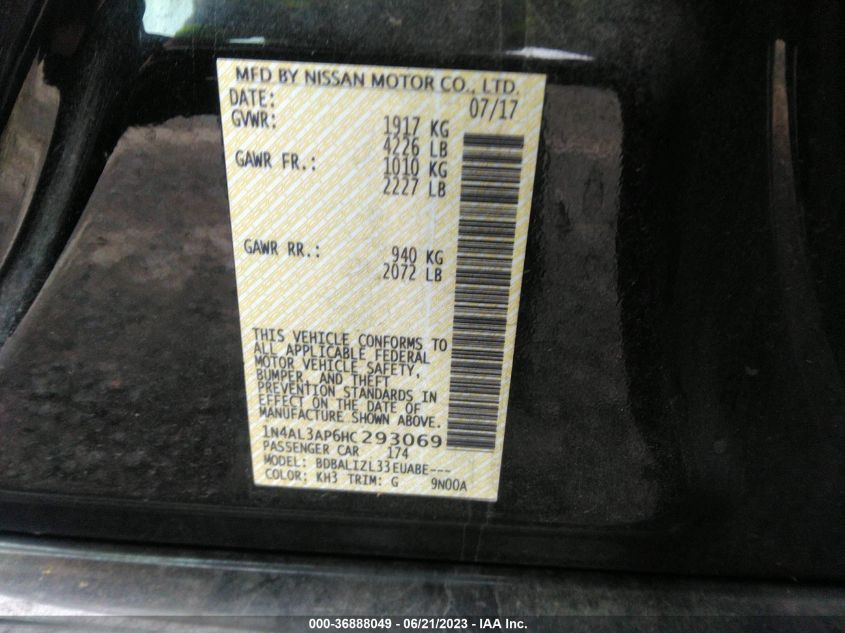 MFD BY NISSAN MOTOR CO., LTD.
DATE: 07/17
GVWR: 1917 KG
4226 LB
GAWR FR.: 1010 KG
2227 LB
GAWR RR.: 940 KG
2072 LB
THIS VEHICLE CONFORMS TO
ALL APPLICABLE FEDERAL
MOTOR VEHICLE SAFETY,
BUMPER, AND THEFT
PREVENTION STANDARDS IN
EFFECT ON THE DATE OF
MANUFACTURE SHOWN ABOVE.
1N4AL3AP6HC293069
PASSENGER CAR 174
MODEL: BDBALIZL33EUABE---
COLOR: KH3 TRIM: G 9N00A
000-36888049 - 06/21/2023 - IAA Inc.